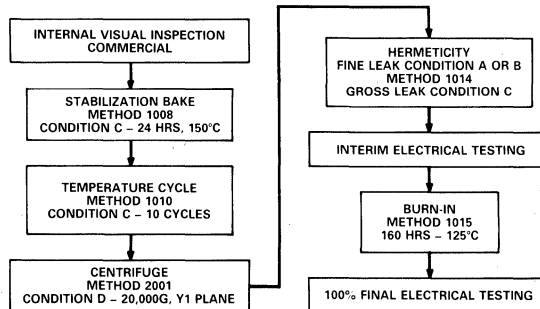 INTERNAL VISUAL INSPECTION
COMMERCIAL
STABILIZATION BAKE
METHOD 1008
CONDITION C – 24 HRS, 150°C
TEMPERATURE CYCLE
METHOD 1010
CONDITION C – 10 CYCLES
CENTRIFUGE
METHOD 2001
CONDITION D – 20,000G, Y1 PLANE
HERMETICITY
FINE LEAK CONDITION A OR B
METHOD 1014
GROSS LEAK CONDITION C
INTERIM ELECTRICAL TESTING
BURN-IN
METHOD 1015
160 HRS – 125°C
100% FINAL ELECTRICAL TESTING